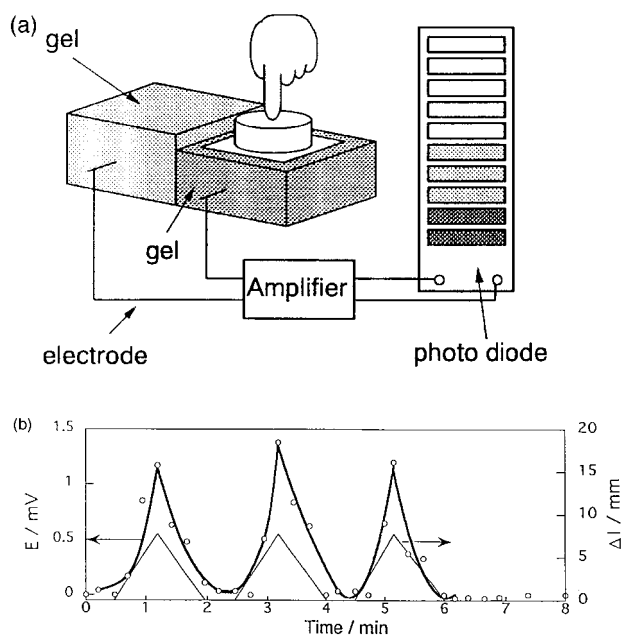 (a)
gel
gel
Amplifier
electrode
photo diode
(b)
1.5
1
0.5
0
E / mV
20
15
10
5
0
Δl / mm
0 1 2 3 4 5 6 7 8
Time / min